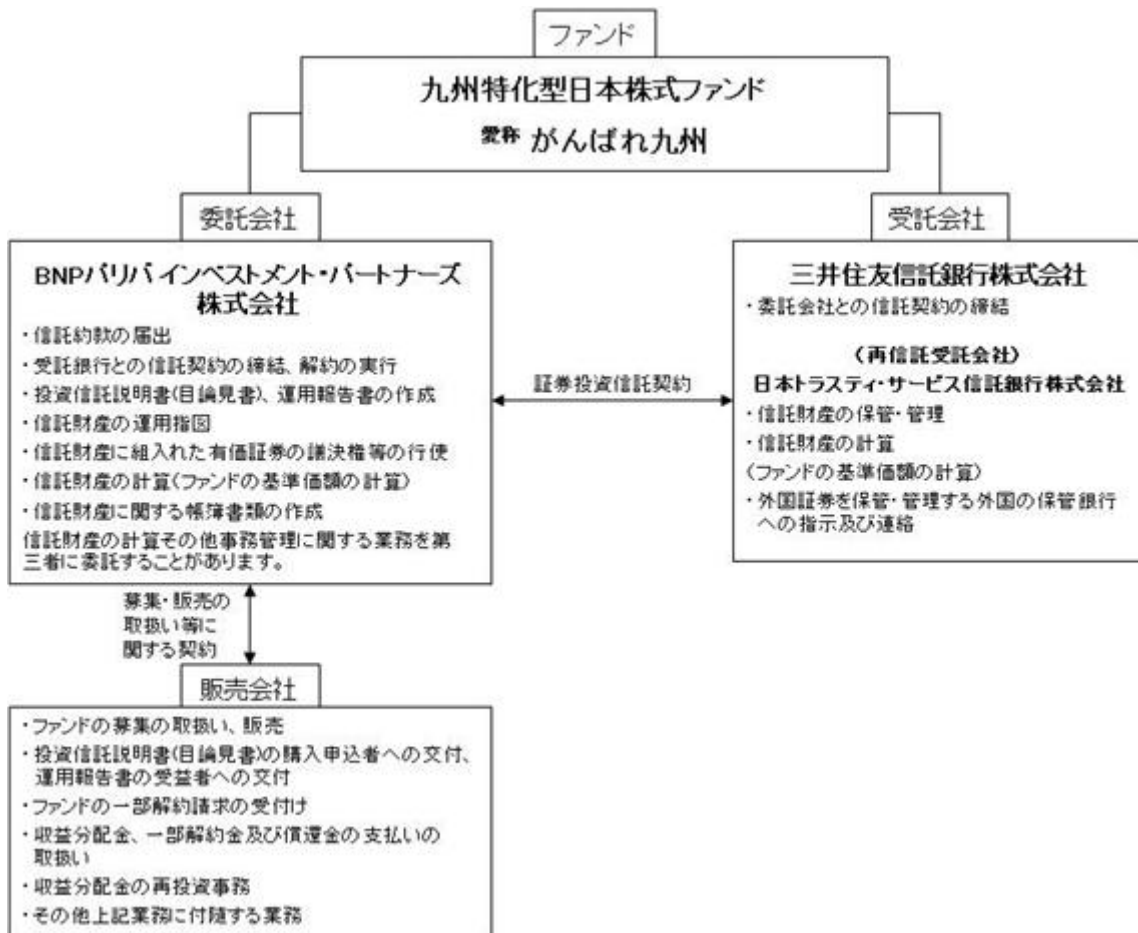 ファンド
九州特化型日本株式ファンド
愛称 がんばれ九州
委託会社
BNPパリバ インベストメント・パートナーズ
株式会社
・信託約款の届出
・受託銀行との信託契約の締結、解約の実行
・投資信託説明書(目論見書)、運用報告書の作成
・信託財産の運用指図
・信託財産に組入れた有価証券の議決権等の行使
・信託財産の計算(ファンドの基準価額の計算)
・信託財産に関する帳簿書類の作成
信託財産の計算その他事務管理に関する業務を第
三者に委託することがあります。
証券投資信託契約
受託会社
三井住友信託銀行株式会社
・委託会社との信託契約の締結
(再信託受託会社)
日本トラスティ・サービス信託銀行株式会社
・信託財産の保管・管理
・信託財産の計算
(ファンドの基準価額の計算)
・外国証券を保管・管理する外国の保管銀行
への指示及び連絡
募集・販売の
取扱い等に
関する契約
販売会社
・ファンドの募集の取扱い、販売
・投資信託説明書(目論見書)の購入申込者への交付、
運用報告書の受益者への交付
・ファンドの一部解約請求の受付け
・収益分配金、一部解約金及び償還金の支払いの
取扱い
・収益分配金の再投資事務
・その他上記業務に付随する業務